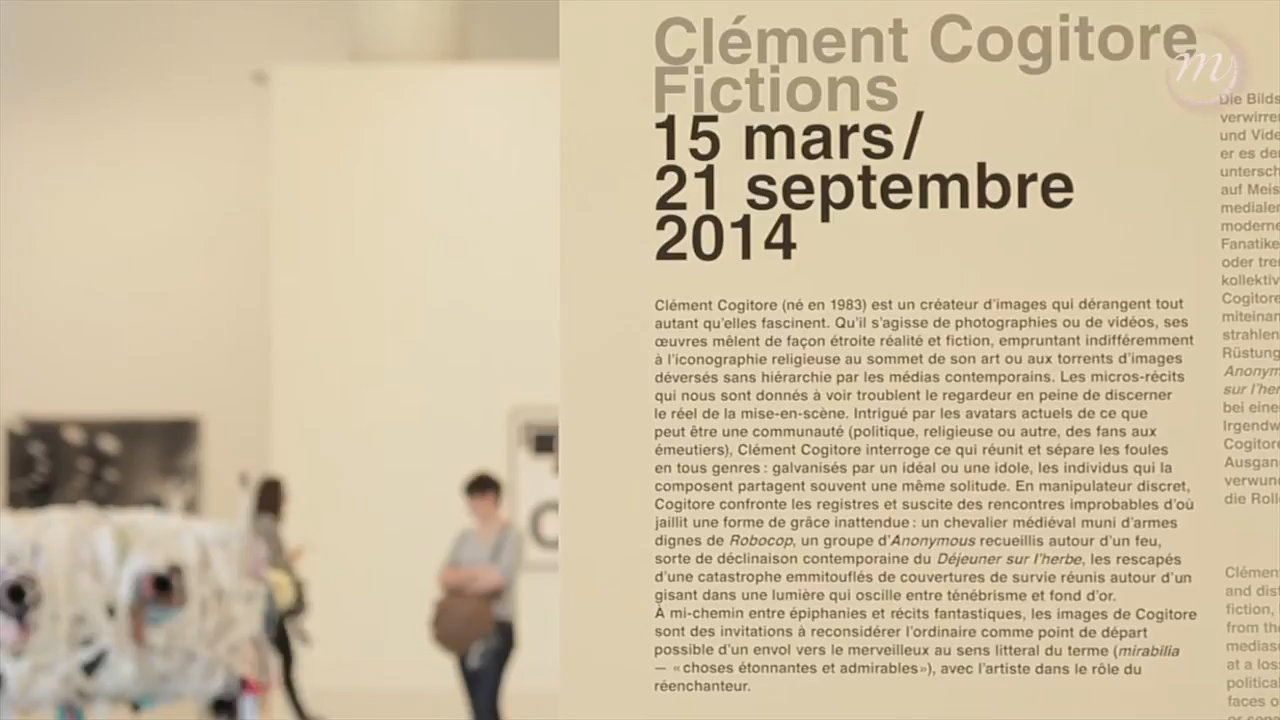 Clément Cogitore
Fictions
15 mars/
21 septembre
2014
Clément Cogitore (né en 1983) est un créateur d'images qui dérangent tout
autant qu'elles fascinent. Qu'il s'agisse de photographies ou de vidéos, ses
œuvres mêlent de façon étroite réalité et fiction, empruntant indifféremment
à l'iconographie religieuse au sommet de son art ou aux torrents d'images
déversés sans hiérarchie par les médias contemporains. Les micros-récits
qui nous sont donnés à voir troublent le regardeur en peine de discerner
le réel de la mise-en-scène. Intrigué par les avatars actuels de ce que
peut être une communauté (politique, religieuse ou autre, des fans aux
émeutiers), Clément Cogitore interroge ce qui réunit et sépare les foules
en tous genres : galvanisés par un idéal ou une idole, les individus qui la
composent partagent souvent une même solitude. En manipulateur discret,
Cogitore confronte les registres et suscite des rencontres improbables d'où
jaillit une forme de grâce inattendue : un chevalier médiéval muni d'armes
dignes de Robocop, un groupe d'Anonymous recueillis autour d'un feu,
sorte de déclinaison contemporaine du Déjeuner sur l'herbe, les rescapés
d'une catastrophe emmitouflés de couvertures de survie réunis autour d'un
gisant dans une lumière qui oscille entre ténébrisme et fond d'or.
À mi-chemin entre épiphanies et récits fantastiques, les images de Cogitore
sont des invitations à reconsidérer l'ordinaire comme point de départ
possible d'un envol vers le merveilleux au sens litteral du terme (mirabilia
— « choses étonnantes et admirables »), avec l'artiste dans le rôle du
réenchanteur.
m
Die Bilds
verwirre
und Vide
er es de
untersch
auf Meis
mediale
moderne
Fanatike
oder tre
kollektiv
Cogitore
miteinan
strahlen
Rüstung
Anonym
sur l'her
bei eine
Irgendw
Cogitore
Ausgan
verwun
die Roll
Clémen
and dist
fiction,
from the
medias
at a los
political
faces o